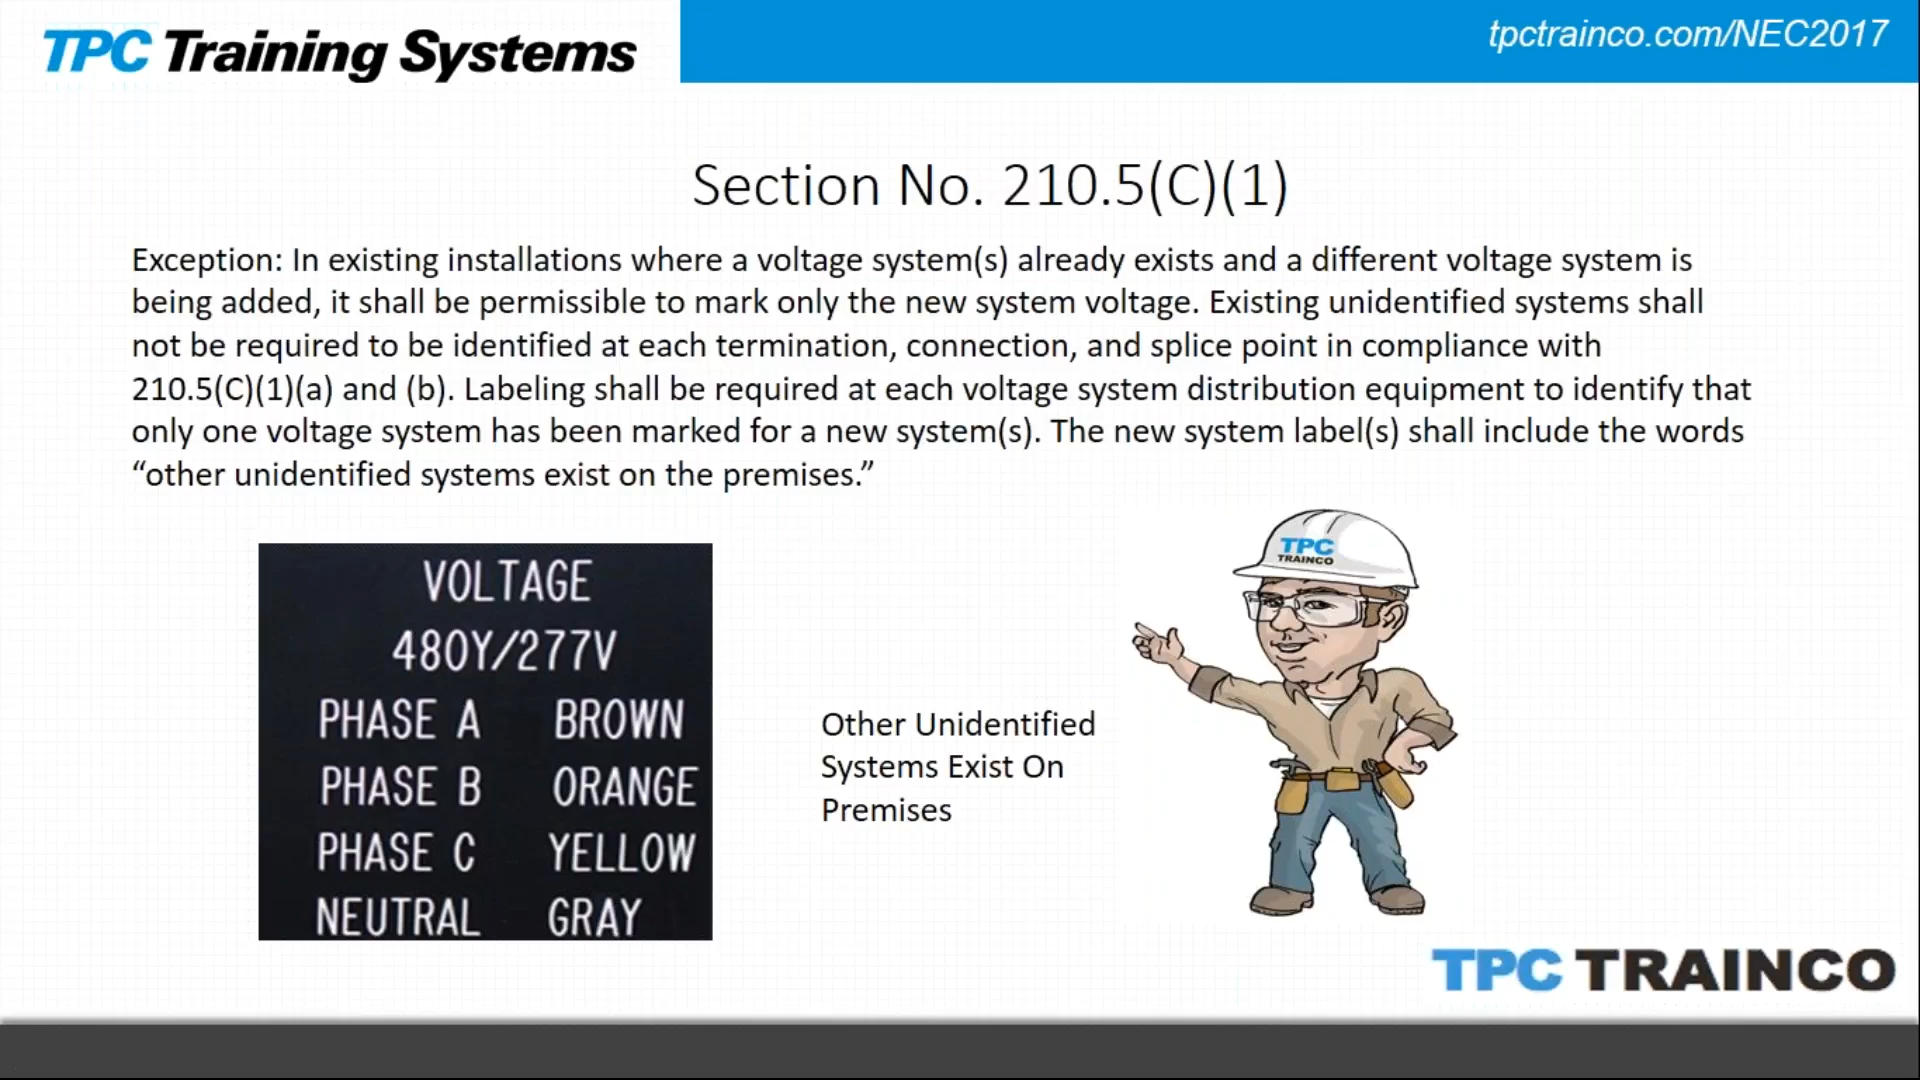 TPC Training Systems
tpctrainco.com/NEC2017
Section No. 210.5(C)(1)
Exception: In existing installations where a voltage system(s) already exists and a different voltage system is
being added, it shall be permissible to mark only the new system voltage. Existing unidentified systems shall
not be required to be identified at each termination, connection, and splice point in compliance with
210.5(C)(1)(a) and (b). Labeling shall be required at each voltage system distribution equipment to identify that
only one voltage system has been marked for a new system(s). The new system label(s) shall include the words
“other unidentified systems exist on the premises.”
VOLTAGE
480Y/277V
PHASE A BROWN
PHASE B ORANGE
PHASE C YELLOW
NEUTRAL GRAY
Other Unidentified
Systems Exist On
Premises
TPC
TRAINCO
TPC TRAINCO